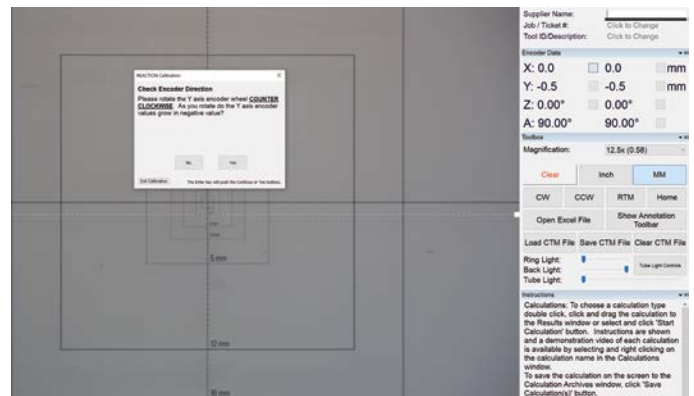 Supplier Name:
Job / Ticket #: Click to Change
Tool ID/Description: Click to Change
Encoder Data
X: 0.0 0.0 mm
Y: -0.5 -0.5 mm
Z: 0.00° 0.00°
A: 90.00° 90.00°
Toolbox
Magnification: 12.5x (0.58)
Clear Inch MM
CW CCW RTM Home
Open Excel File Show Annotation
Toolbar
Load CTM File Save CTM File Clear CTM File
Ring Light:
Back Light: Tube Light Controls
Tube Light:
Instructions
Calculations: To choose a calculation type
double click, click and drag the calculation to
the Results window or select and click 'Start
Calculation' button. Instructions are shown
and a demonstration video of each calculation
is available by selecting and right clicking on
the calculation name in the Calculations
window.
To save the calculation on the screen to the
Calculation Archives window, click 'Save
Calculation(s)' button.
REACTION Calibration
Check Encoder Direction
Please rotate the Y axis encoder wheel COUNTER
CLOCKWISE. As you rotate do the Y axis encoder
values grow in negative value?
No Yes
Exit Calibration The Enter Key will push the Continue or Yes buttons.
5 mm
12 mm
16 mm